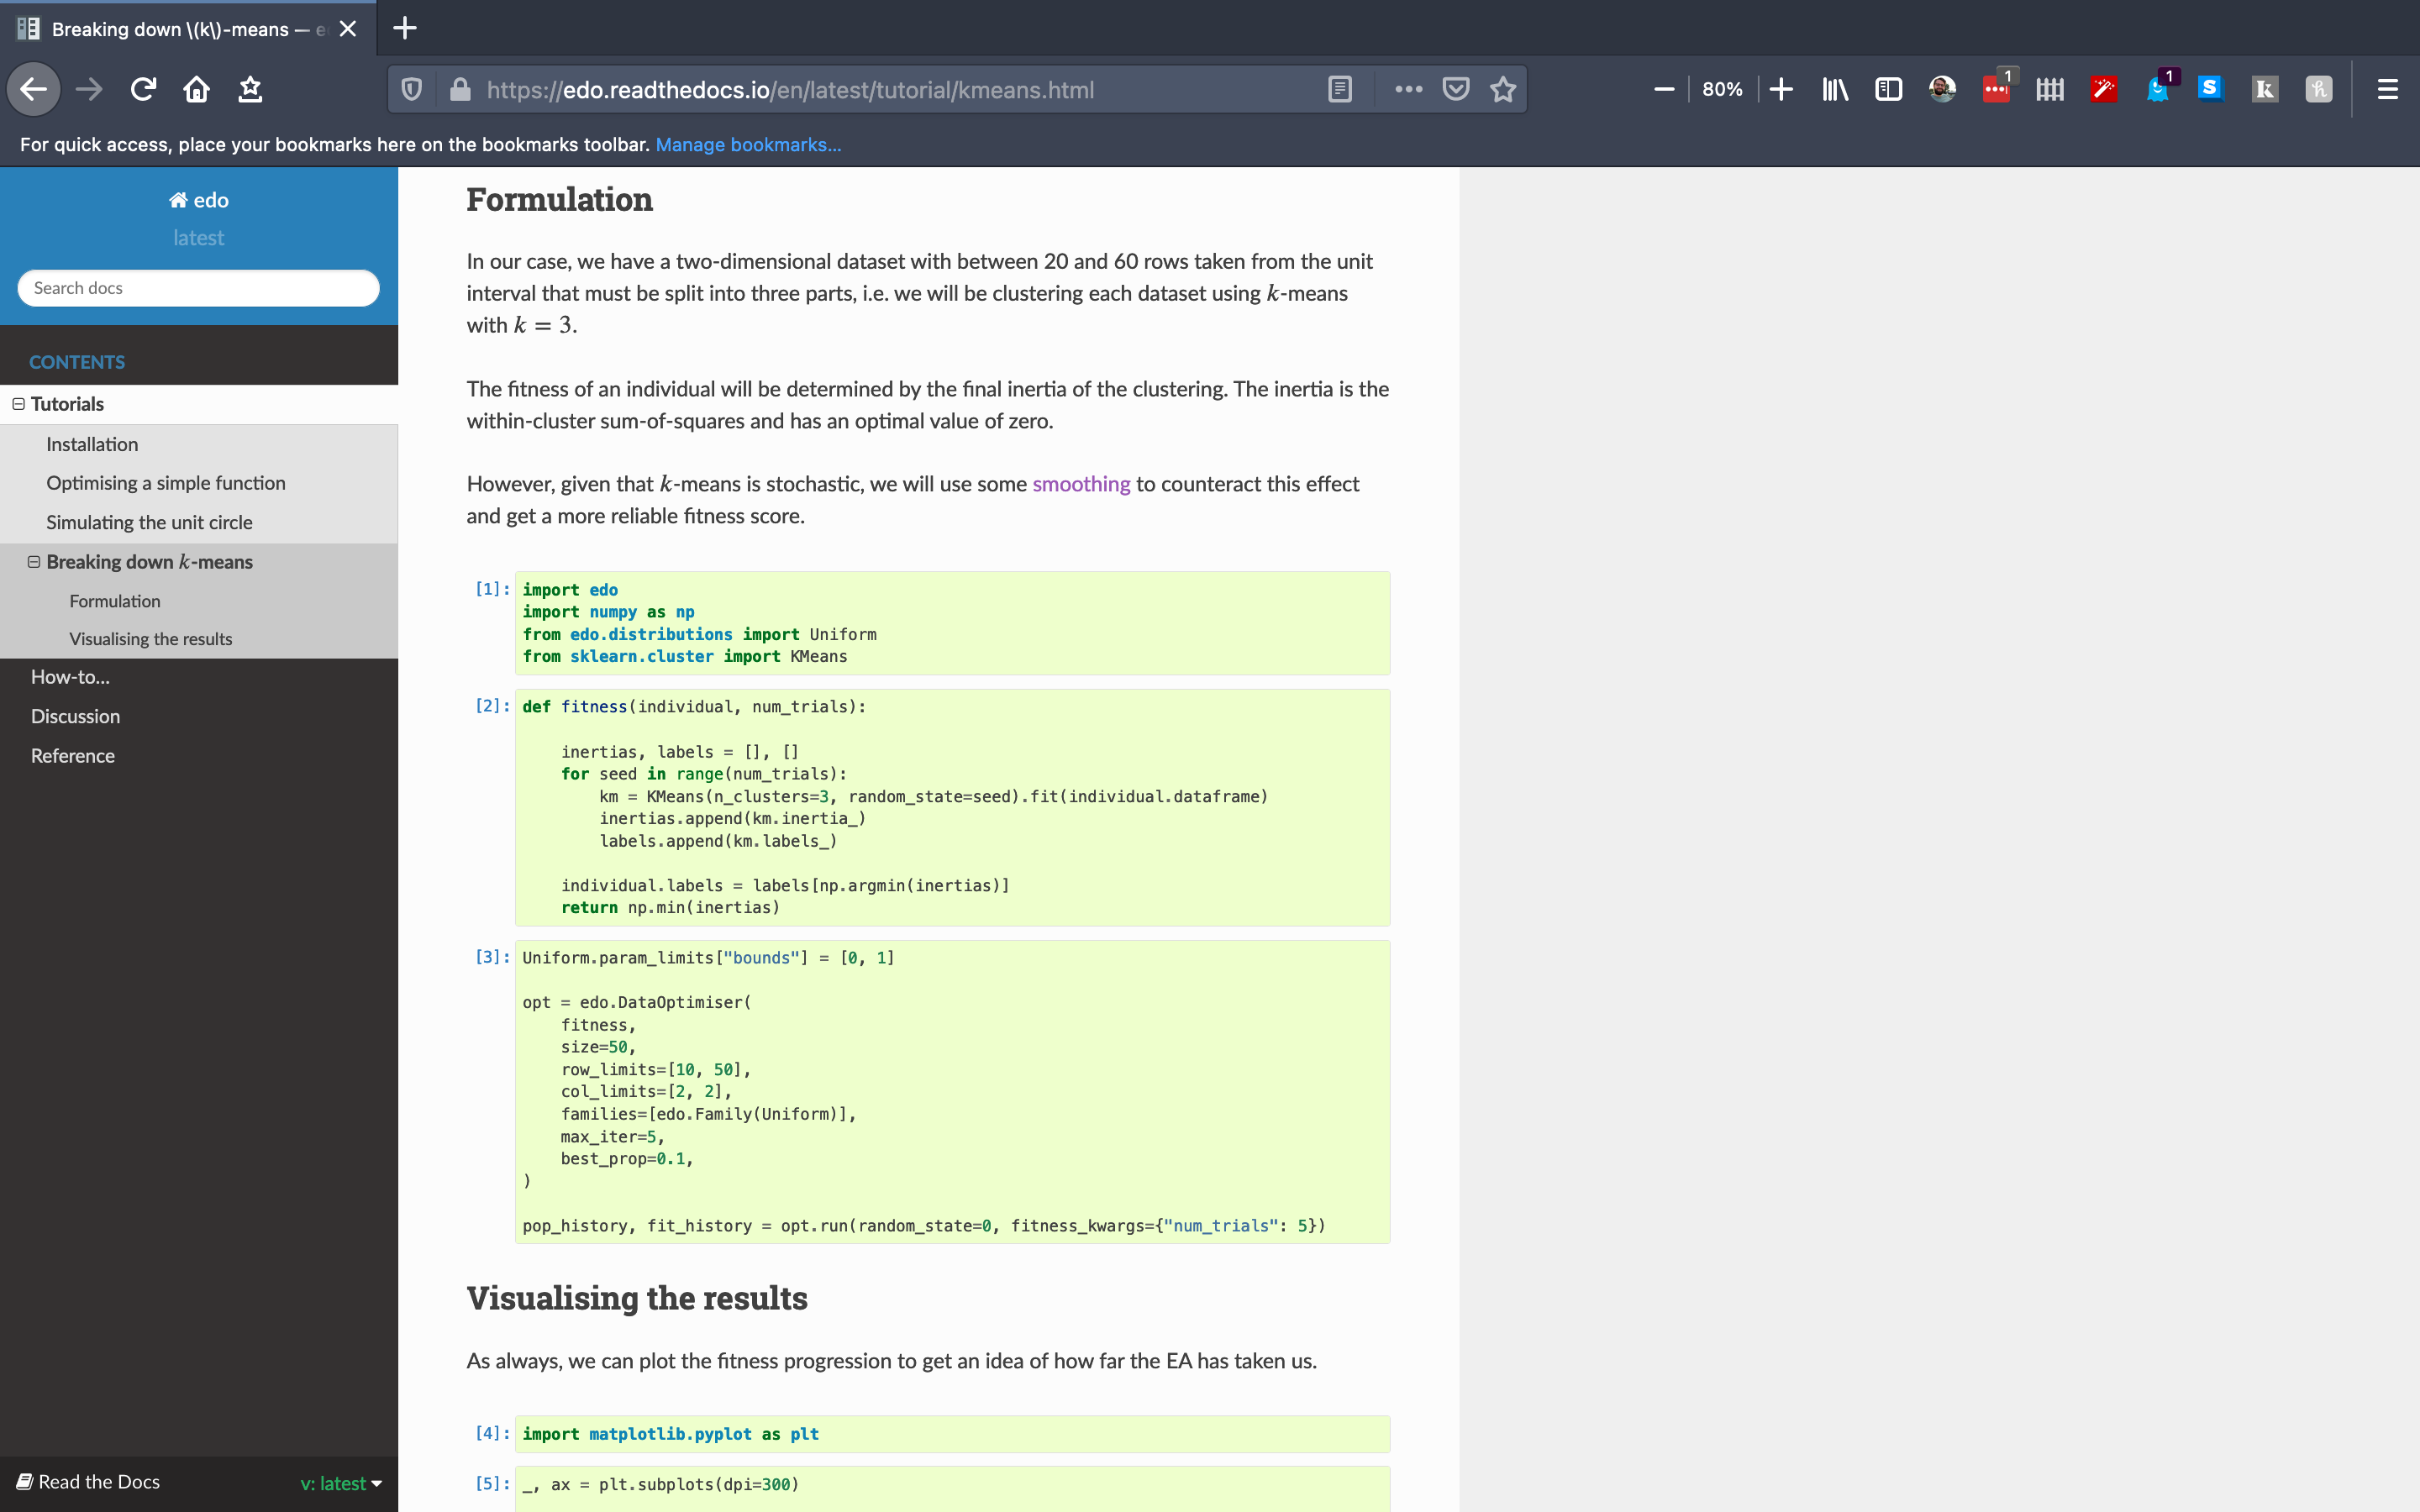 Breaking down \(k\)-means — e
https://edo.readthedocs.io/en/latest/tutorial/kmeans.html
80%
1
1
S
k
For quick access, place your bookmarks here on the bookmarks toolbar. Manage bookmarks...
edo
latest
Search docs
CONTENTS
Tutorials
Installation
Optimising a simple function
Simulating the unit circle
Breaking down k-means
Formulation
Visualising the results
How-to...
Discussion
Reference
Read the Docs
v: latest
Formulation
In our case, we have a two-dimensional dataset with between 20 and 60 rows taken from the unit
interval that must be split into three parts, i.e. we will be clustering each dataset using k-means
with k = 3.
The fitness of an individual will be determined by the final inertia of the clustering. The inertia is the
within-cluster sum-of-squares and has an optimal value of zero.
However, given that k-means is stochastic, we will use some smoothing to counteract this effect
and get a more reliable fitness score.
[1]: import edo
import numpy as np
from edo.distributions import Uniform
from sklearn.cluster import KMeans
[2]: def fitness(individual, num_trials):
inertias, labels = [], []
for seed in range(num_trials):
km = KMeans(n_clusters=3, random_state=seed).fit(individual.dataframe)
inertias.append(km.inertia_)
labels.append(km.labels_)
individual.labels = labels[np.argmin(inertias)]
return np.min(inertias)
[3]: Uniform.param_limits["bounds"] = [0, 1]
opt = edo.DataOptimiser(
fitness,
size=50,
row_limits=[10, 50],
col_limits=[2, 2],
families=[edo.Family(Uniform)],
max_iter=5,
best_prop=0.1,
)
pop_history, fit_history = opt.run(random_state=0, fitness_kwargs={"num_trials": 5})
Visualising the results
As always, we can plot the fitness progression to get an idea of how far the EA has taken us.
[4]: import matplotlib.pyplot as plt
[5]: _, ax = plt.subplots(dpi=300)